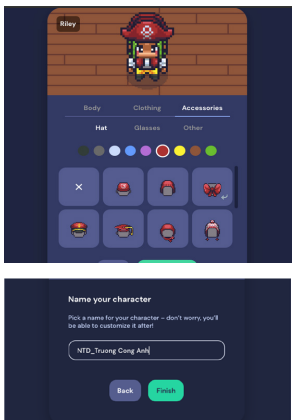 Riley
Body Clothing Accessories
Hat Glasses Other
Name your character
Pick a name for your character – don't worry, you'll
be able to customize it after!
NTD_Truong Cong Anh
Back Finish